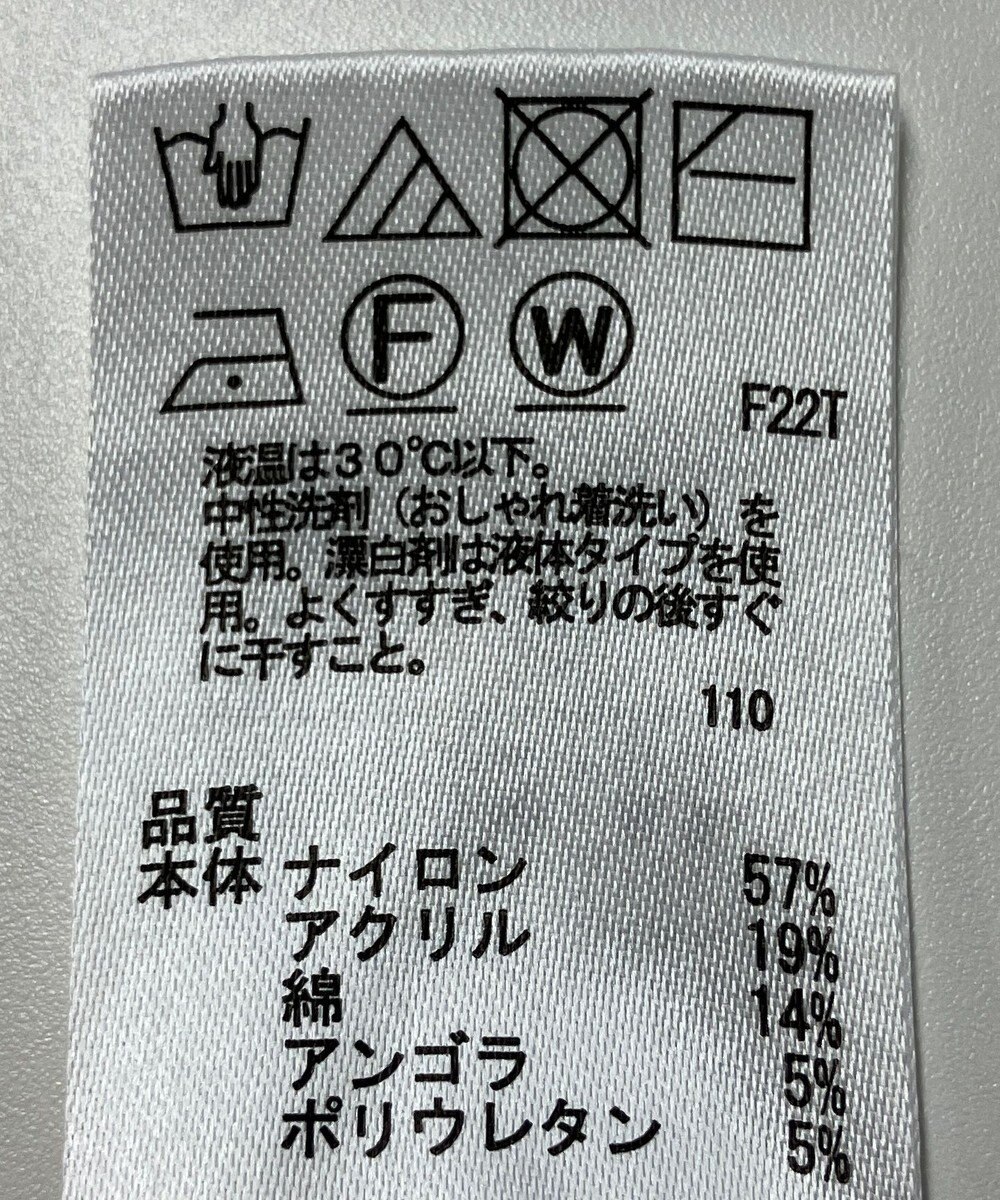 F W
F22T
液温は30℃以下。
中性洗剤（おしゃれ着洗い）を
使用。漂白剤は液体タイプを使
用。よくすすぎ、絞りの後すぐ
に干すこと。
110
品質
本体 ナイロン 57%
アクリル 19%
綿 14%
アンゴラ 5%
ポリウレタン 5%